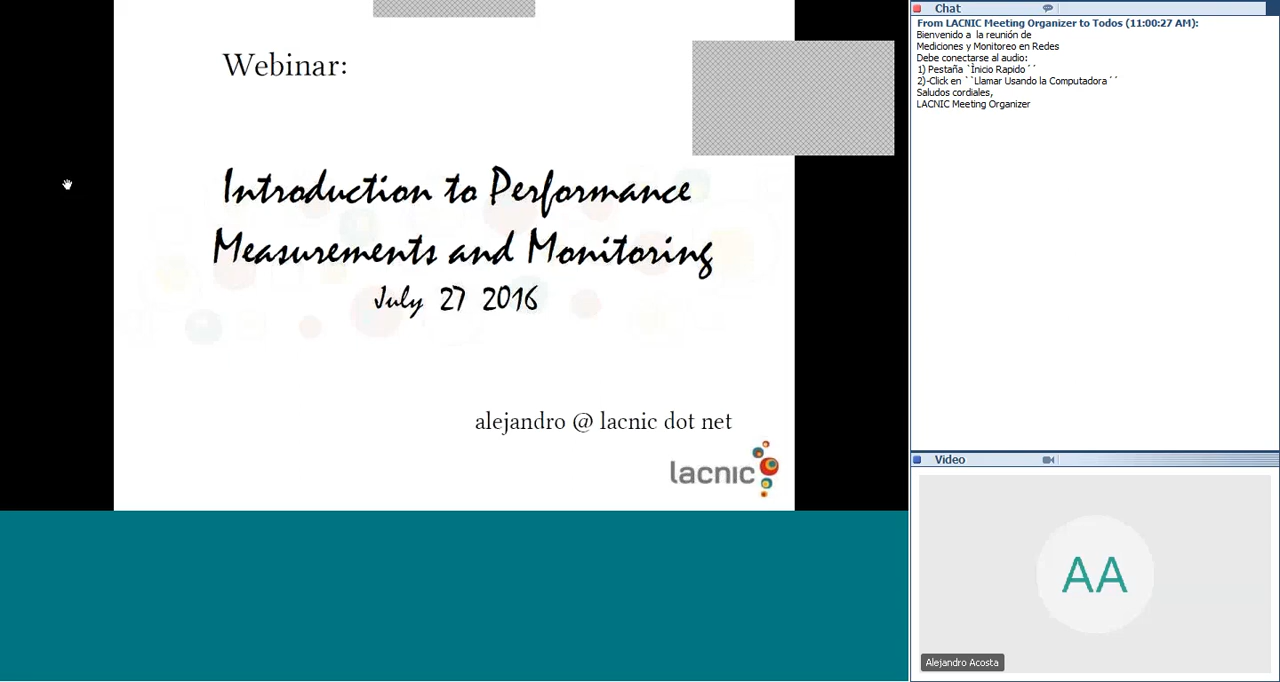 Webinar:
Introduction to Performance
Measurements and Monitoring
July 27 2016
alejandro @ lacnic dot net
lacnic
Chat
From LACNIC Meeting Organizer to Todos (11:00:27 AM):
Bienvenido a la reunión de
Mediciones y Monitoreo en Redes
Debe conectarse al audio:
1) Pestaña `Ìnicio Rapido´´
2)-Click en ``Llamar Usando la Computadora´´
Saludos cordiales,
LACNIC Meeting Organizer
Video
AA
Alejandro Acosta